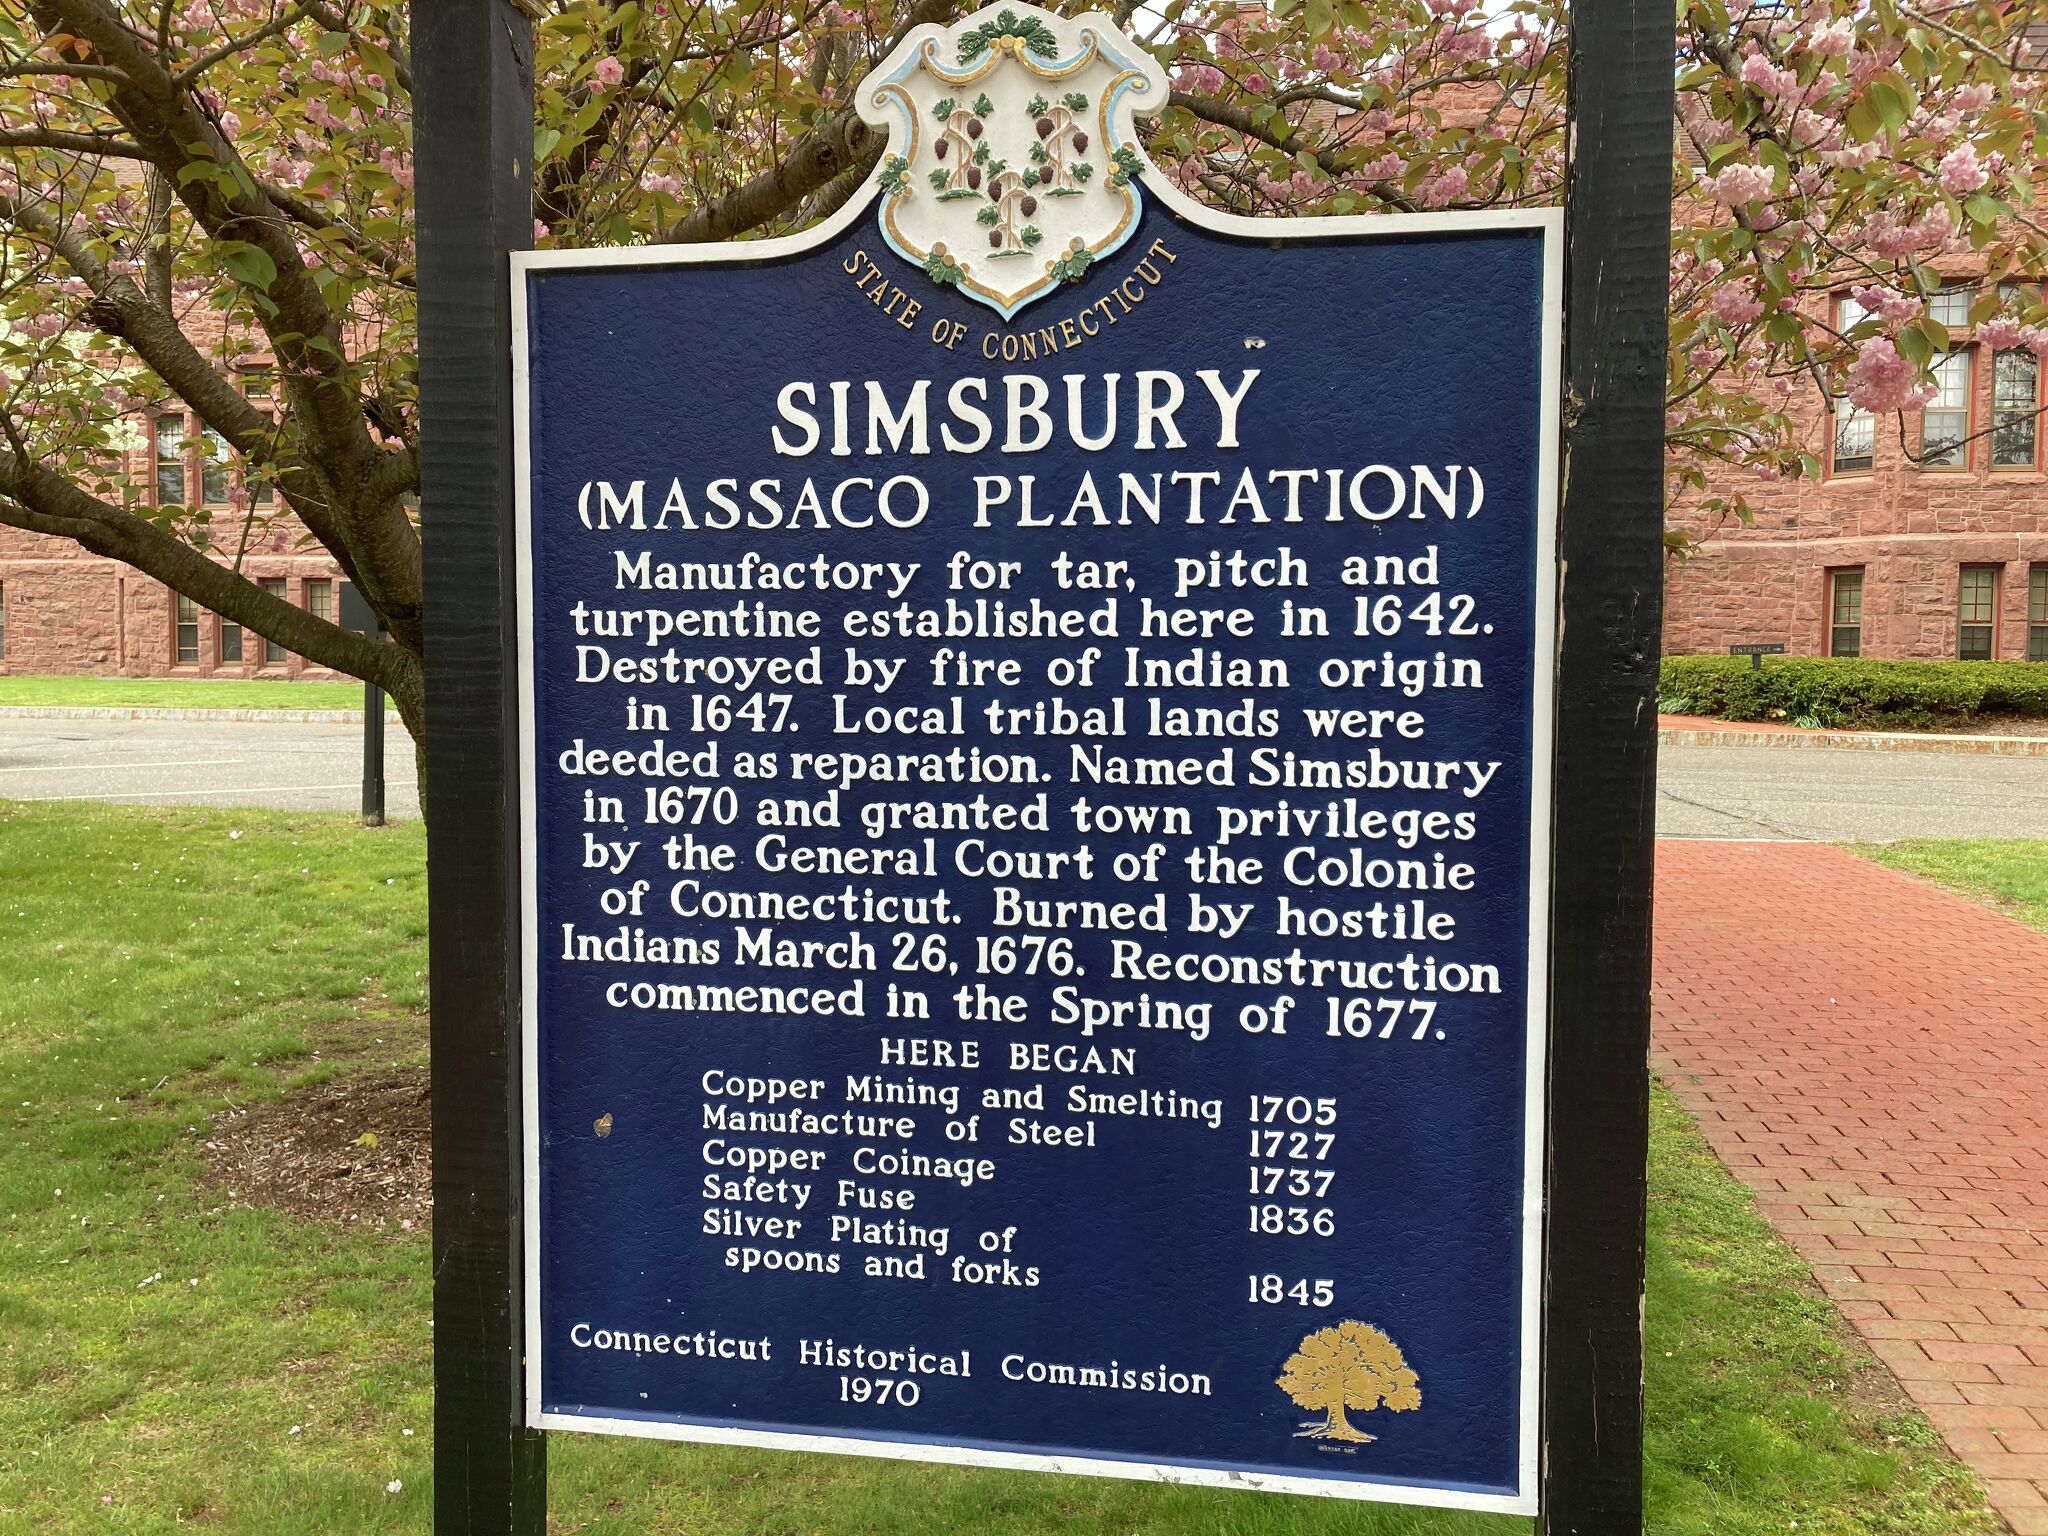 STATE OF CONNECTICUT
SIMSBURY
(MASSACO PLANTATION)
Manufactory for tar, pitch and
turpentine established here in 1642.
Destroyed by fire of Indian origin
in 1647. Local tribal lands were
deeded as reparation. Named Simsbury
in 1670 and granted town privileges
by the General Court of the Colonie
of Connecticut. Burned by hostile
Indians March 26, 1676. Reconstruction
commenced in the Spring of 1677.
HERE BEGAN
Copper Mining and Smelting 1705
Manufacture of Steel 1727
Copper Coinage 1737
Safety Fuse 1836
Silver Plating of
spoons and forks 1845
Connecticut Historical Commission
1970
ENTRANCE